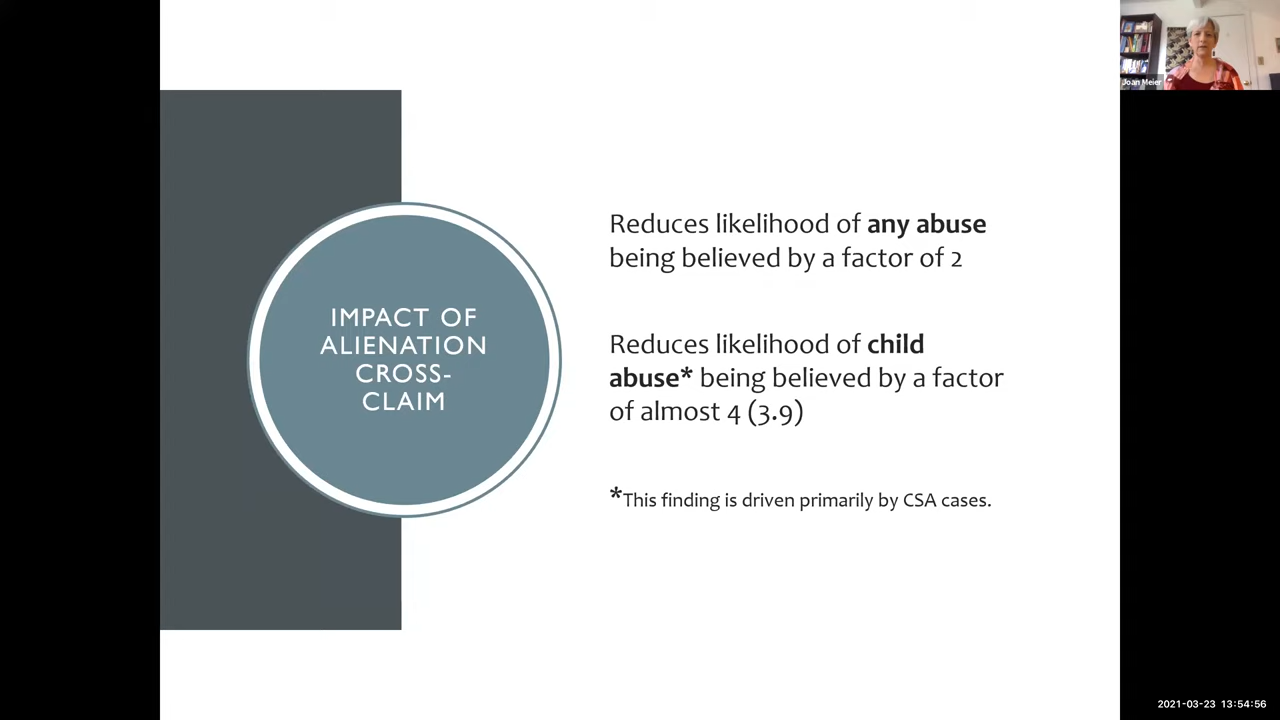 Joan Meier
IMPACT OF
ALIENATION
CROSS-
CLAIM
Reduces likelihood of any abuse
being believed by a factor of 2
Reduces likelihood of child
abuse* being believed by a factor
of almost 4 (3.9)
*This finding is driven primarily by CSA cases.
2021-03-23 13:54:56